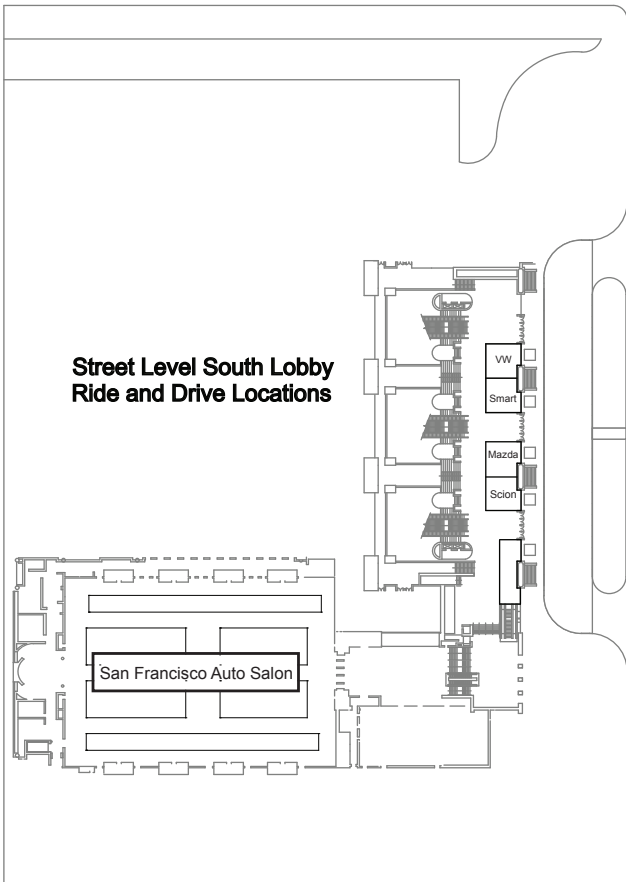 Street Level South Lobby
Ride and Drive Locations
VW
Smart
Mazda
Scion
San Francisco Auto Salon